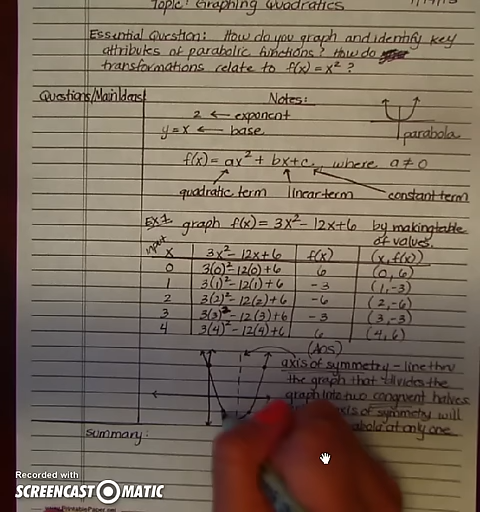 Topic: Graphing Quadratics
Essential Question: How do you graph and identify key
attributes of parabolic functions? How do
transformations relate to f(x) = x² ?
Questions/Main Ideas:
Notes:
2 ← exponent
y = x ← base
parabola
f(x) = ax² + bx + c, where a ≠ 0
quadratic term linear term constant term
EX 1 graph f(x) = 3x² - 12x + 6 by making table
of values.
input
x 3x² - 12x + 6 f(x) (x, f(x))
0 3(0)² - 12(0) + 6 6 (0, 6)
1 3(1)² - 12(1) + 6 -3 (1, -3)
2 3(2)² - 12(2) + 6 -6 (2, -6)
3 3(3)² - 12(3) + 6 -3 (3, -3)
4 3(4)² - 12(4) + 6 6 (4, 6)
(Aos)
axis of symmetry - line thru
the graph that divides the
graph into two congruent halves
axis of symmetry will
at only one
Summary:
Recorded with
SCREENCAST MATIC
www.PrintablePaper.net